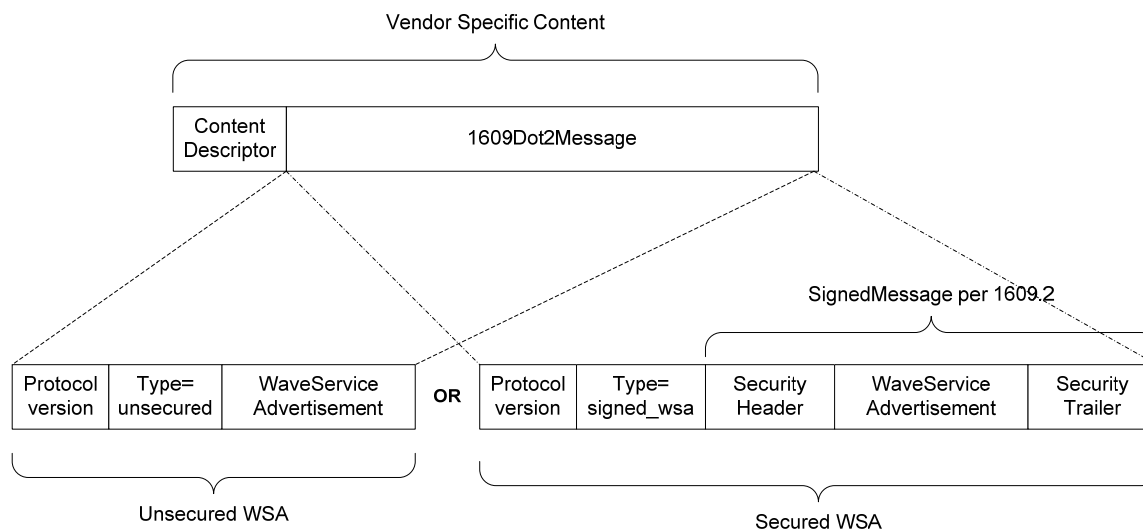 Vendor Specific Content
Content
Descriptor
1609Dot2Message
SignedMessage per 1609.2
Protocol
version
Type=
unsecured
WaveService
Advertisement
OR
Protocol
version
Type=
signed_wsa
Security
Header
WaveService
Advertisement
Security
Trailer
Unsecured WSA
Secured WSA